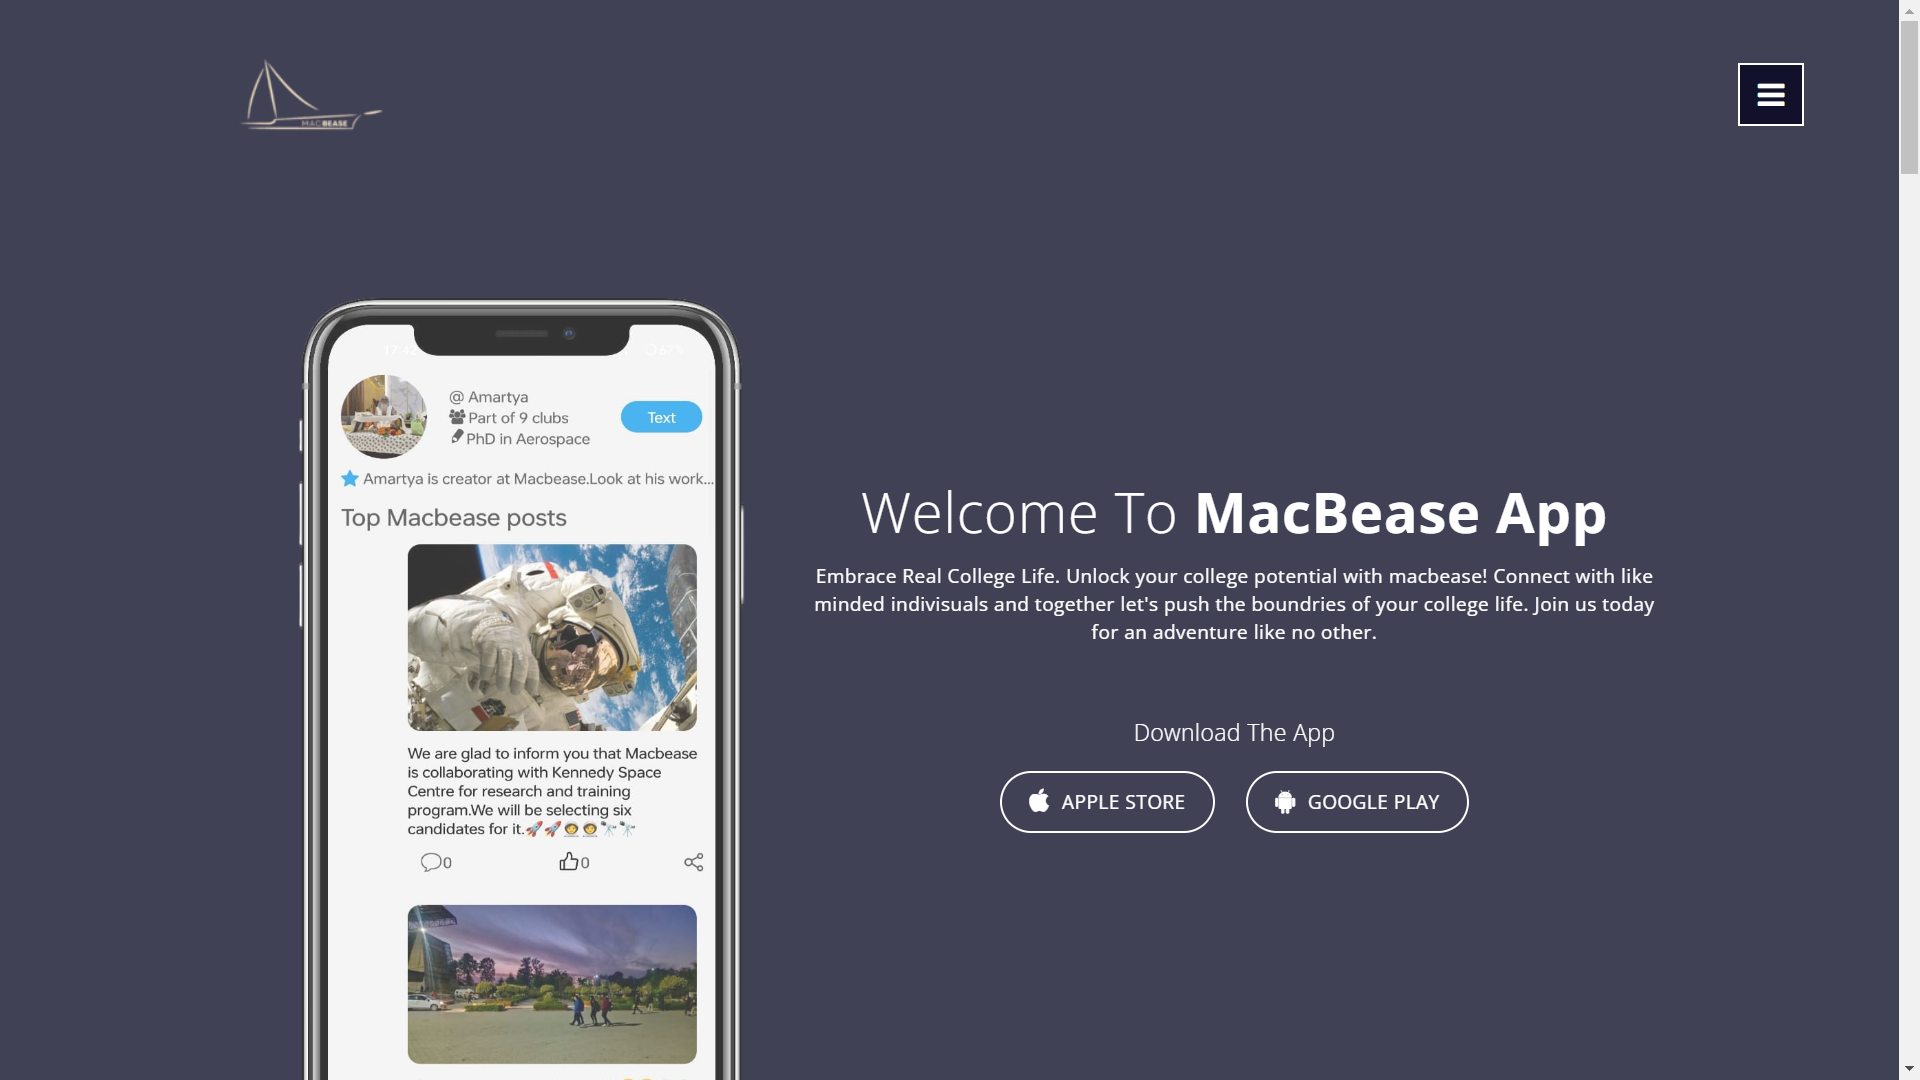 MACBEASE
17:42
67%
@ Amartya
Part of 9 clubs
PhD in Aerospace
Text
Amartya is creator at Macbease.Look at his work...
Top Macbease posts
We are glad to inform you that Macbease
is collaborating with Kennedy Space
Centre for research and training
program.We will be selecting six
candidates for it.🚀🚀🧑‍🚀🧑‍🚀🔭🔭
0
0
Welcome To MacBease App
Embrace Real College Life. Unlock your college potential with macbease! Connect with like
minded indivisuals and together let's push the boundries of your college life. Join us today
for an adventure like no other.
Download The App
APPLE STORE
GOOGLE PLAY